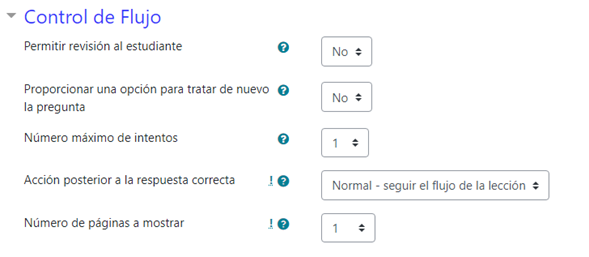 Control de Flujo
Permitir revisión al estudiante
No
Proporcionar una opción para tratar de nuevo
la pregunta
No
Número máximo de intentos
1
Acción posterior a la respuesta correcta
!
Normal - seguir el flujo de la lección
Número de páginas a mostrar
!
1